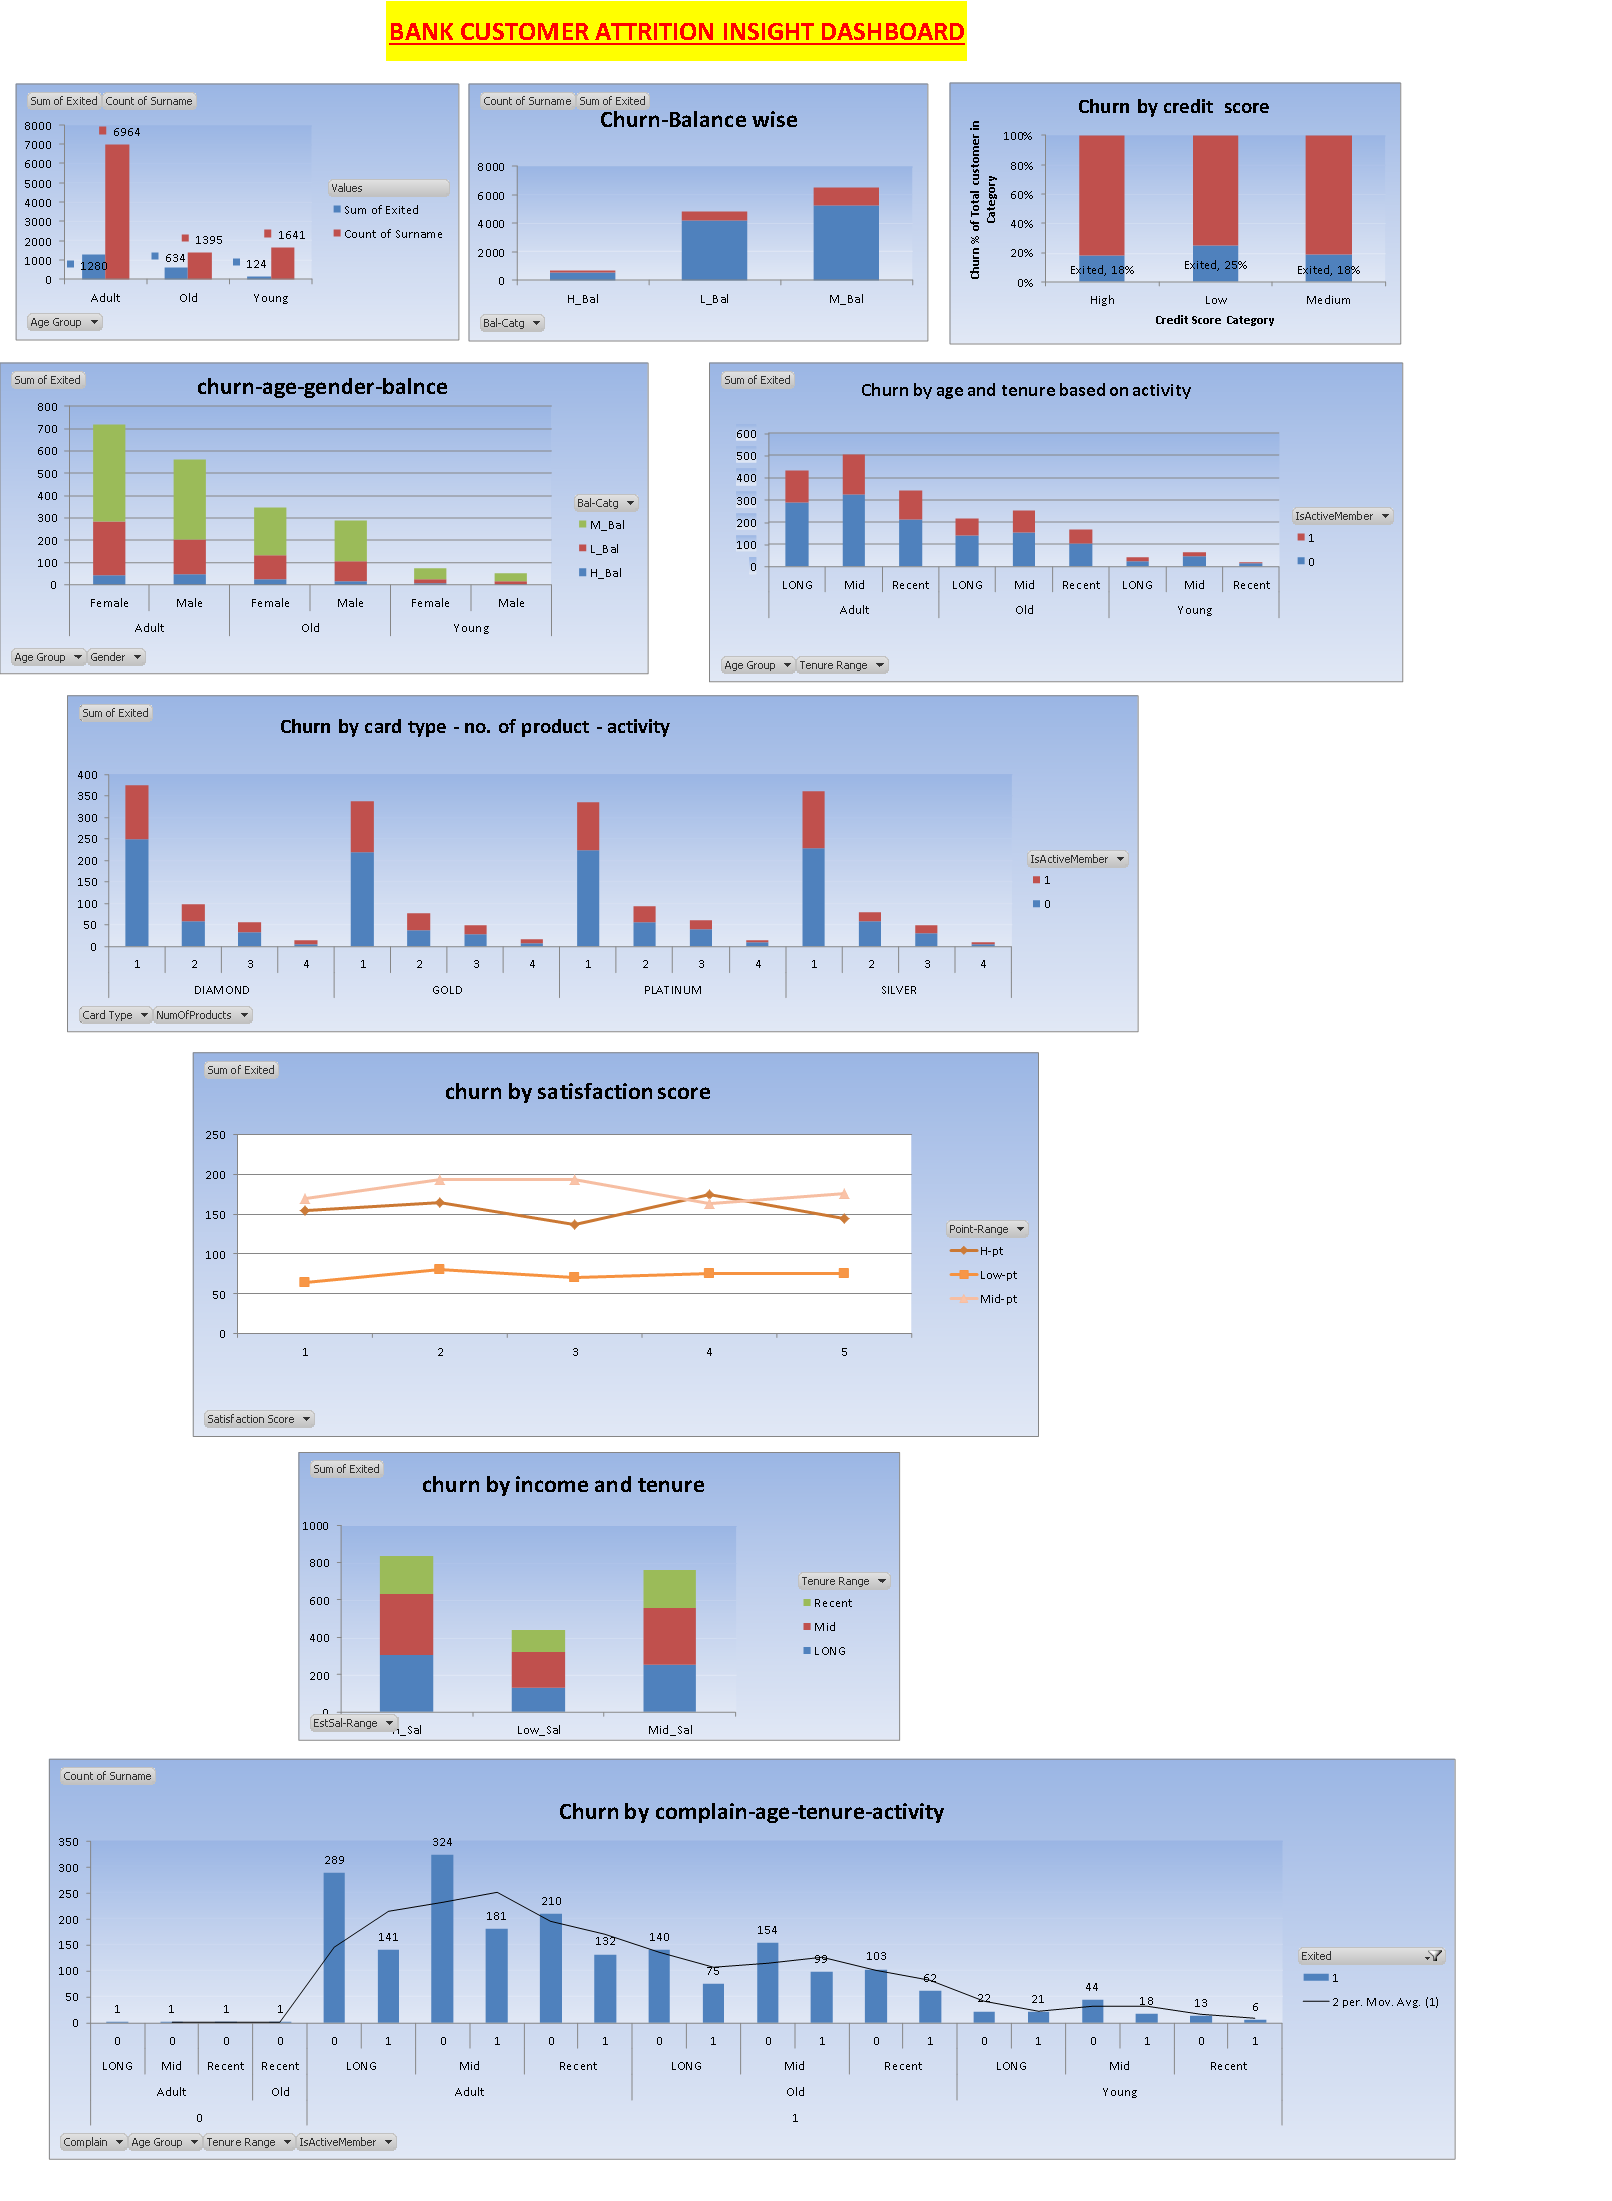 BANK CUSTOMER ATTRITION INSIGHT DASHBOARD
Sum of Exited Count of Surname
8000
7000
6000
5000
4000
3000
2000
1000
0
6964
1280
634
1395
124
1641
Adult Old Young
Values
Sum of Exited
Count of Surname
Age Group
Count of Surname Sum of Exited
Churn-Balance wise
8000
6000
4000
2000
0
H_Bal L_Bal M_Bal
Bal-Catg
Churn by credit score
Churn % of Total customer in
Category
100%
80%
60%
40%
20%
0%
Exited, 18% Exited, 25% Exited, 18%
High Low Medium
Credit Score Category
Sum of Exited
churn-age-gender-balnce
800
700
600
500
400
300
200
100
0
Female Male Female Male Female Male
Adult Old Young
Bal-Catg
M_Bal
L_Bal
H_Bal
Age Group Gender
Sum of Exited
Churn by age and tenure based on activity
600
500
400
300
200
100
0
LONG Mid Recent LONG Mid Recent LONG Mid Recent
Adult Old Young
IsActiveMember
1
0
Age Group Tenure Range
Sum of Exited
Churn by card type - no. of product - activity
400
350
300
250
200
150
100
50
0
1 2 3 4 1 2 3 4 1 2 3 4 1 2 3 4
DIAMOND GOLD PLATINUM SILVER
IsActiveMember
1
0
Card Type NumOfProducts
Sum of Exited
churn by satisfaction score
250
200
150
100
50
0
1 2 3 4 5
Point-Range
H-pt
Low-pt
Mid-pt
Satisfaction Score
Sum of Exited
churn by income and tenure
1000
800
600
400
200
0
Low_Sal Mid_Sal
Tenure Range
Recent
Mid
LONG
EstSal-Range
Count of Surname
Churn by complain-age-tenure-activity
350
300
250
200
150
100
50
0
1 1 1 1 289 141 324 181 210 132 140 75 154 99 103 62 22 21 44 18 13 6
0 0 0 0 0 1 0 1 0 1 0 1 0 1 0 1 0 1 0 1 0 1
LONG Mid Recent Recent LONG Mid Recent LONG Mid Recent LONG Mid Recent
Adult Old Adult Old Young
0 1
Exited
1
2 per. Mov. Avg. (1)
Complain Age Group Tenure Range IsActiveMember